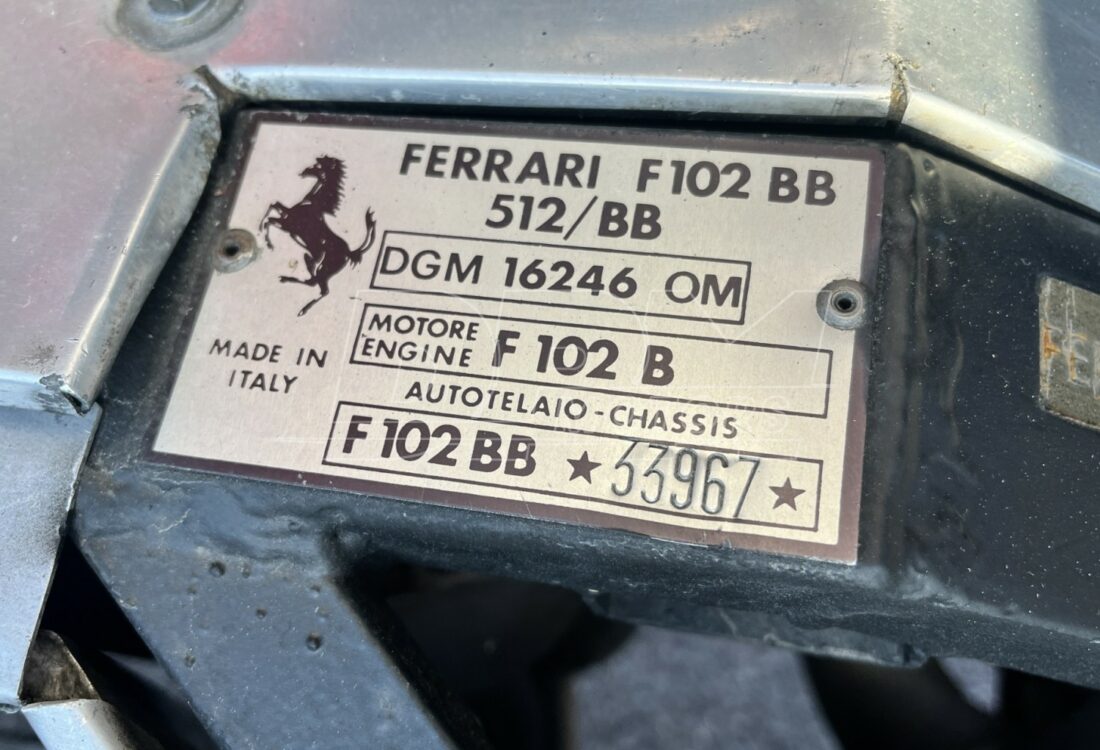 FERRARI F102 BB
512/BB
DGM 16246 OM
MOTORE
ENGINE F 102 B
MADE IN
ITALY
AUTOTELAIO-CHASSIS
F 102 BB ★ 33967 ★